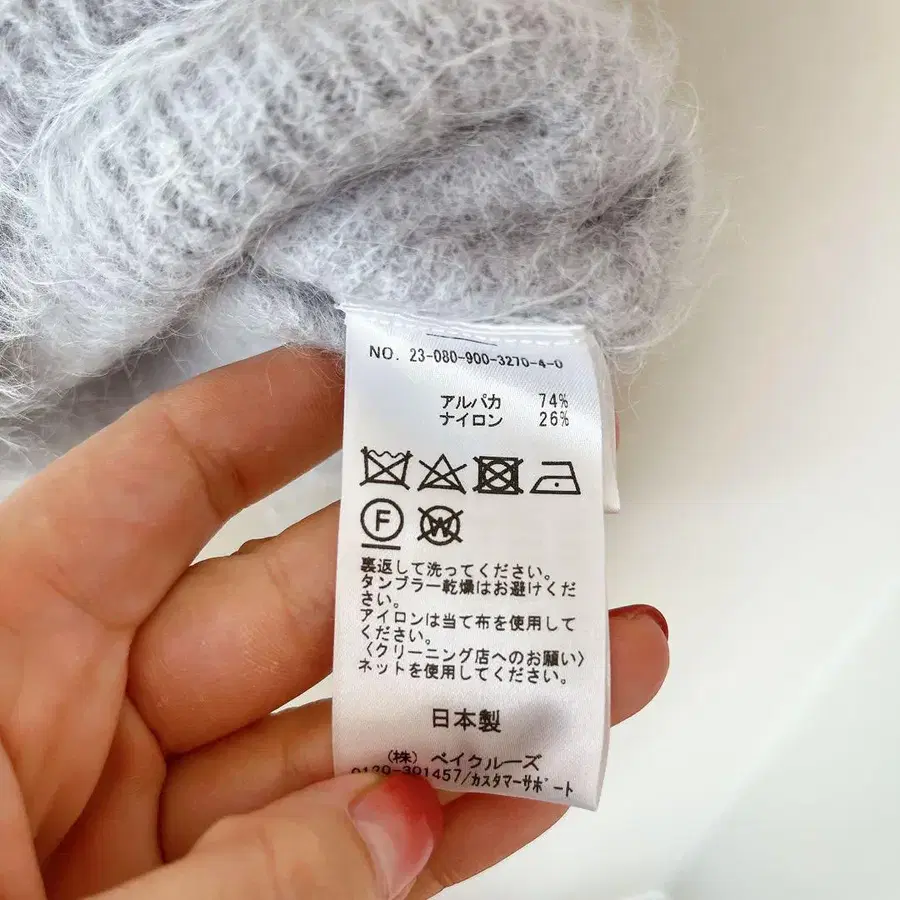 NO. 23-080-900-3270-4-0
アルパカ 74%
ナイロン 26%
F W
裏返して洗ってください。
タンブラー乾燥はお避けくだ
さい。
アイロンは当て布を使用して
ください。
〈クリーニング店へのお願い〉
ネットを使用してください。
日本製
(株) ベイクルーズ
0120-301457/カスタマーサポート